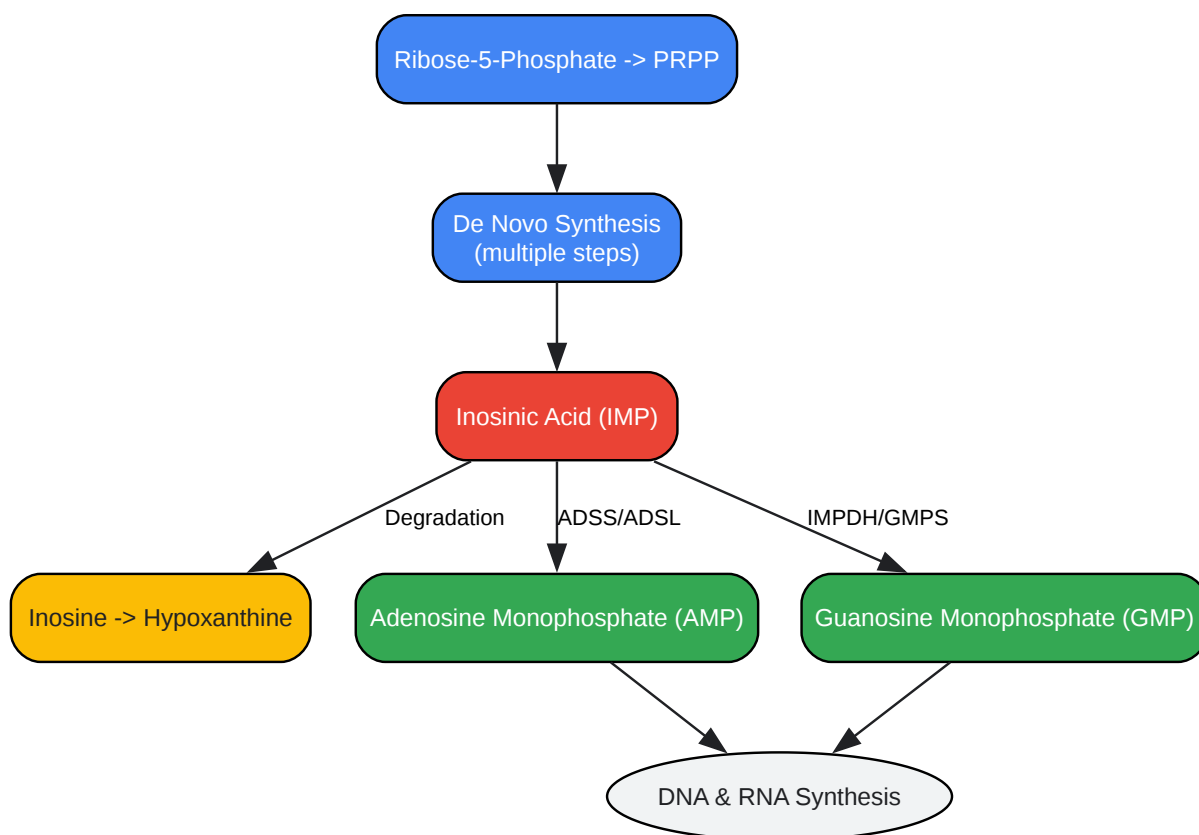 Ribose-5-Phosphate -> PRPP
De Novo Synthesis
(multiple steps)
Inosinic Acid (IMP)
Degradation
ADSS/ADSL
IMPDH/GMPS
Inosine -> Hypoxanthine
Adenosine Monophosphate (AMP)
Guanosine Monophosphate (GMP)
DNA & RNA Synthesis